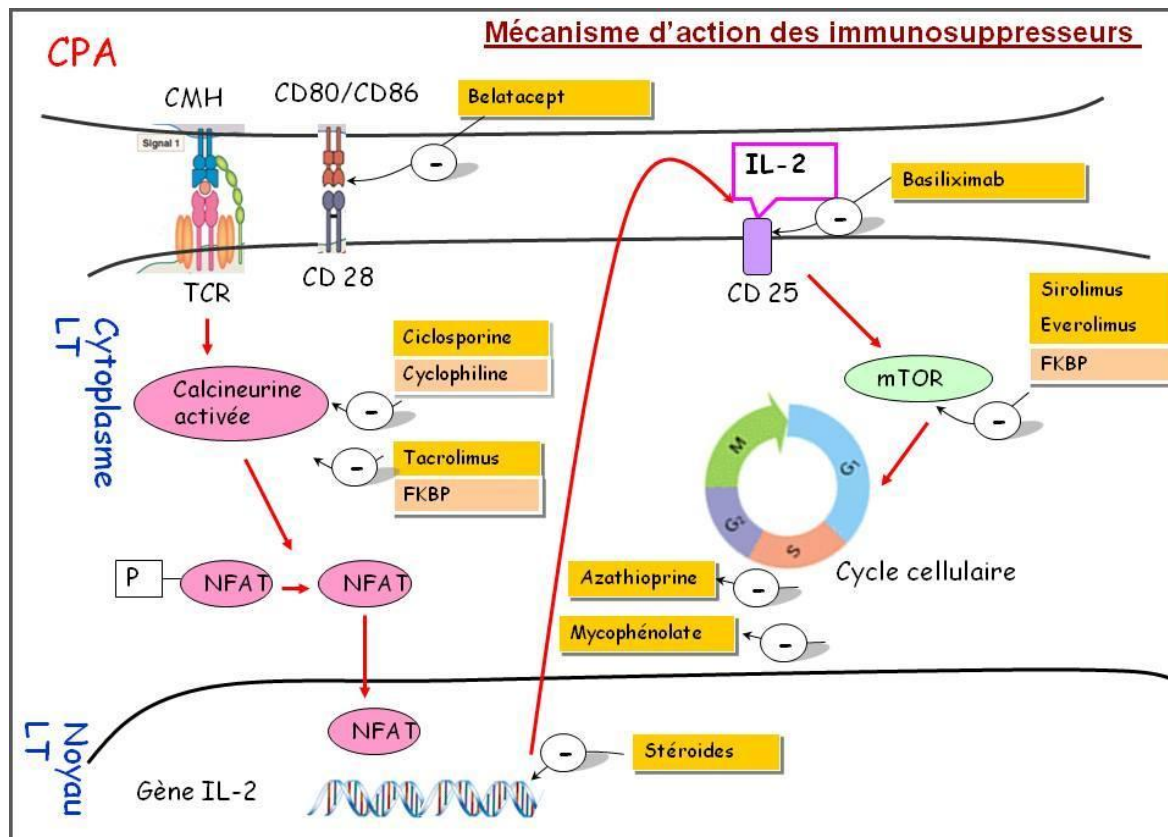 Mécanisme d'action des immunosuppresseurs
CPA
CMH
CD80/CD86
Belatacept
Signal 1
-
IL-2
Basiliximab
-
TCR
CD 28
CD 25
Cytoplasme
LT
Sirolimus
Everolimus
FKBP
Ciclosporine
Cyclophiline
-
Calcineurine
activée
mTOR
-
Tacrolimus
FKBP
-
M
G1
G2
S
Cycle cellulaire
P
NFAT
NFAT
Azathioprine
-
Mycophénolate
-
Noyau
LT
NFAT
Stéroides
-
Gène IL-2